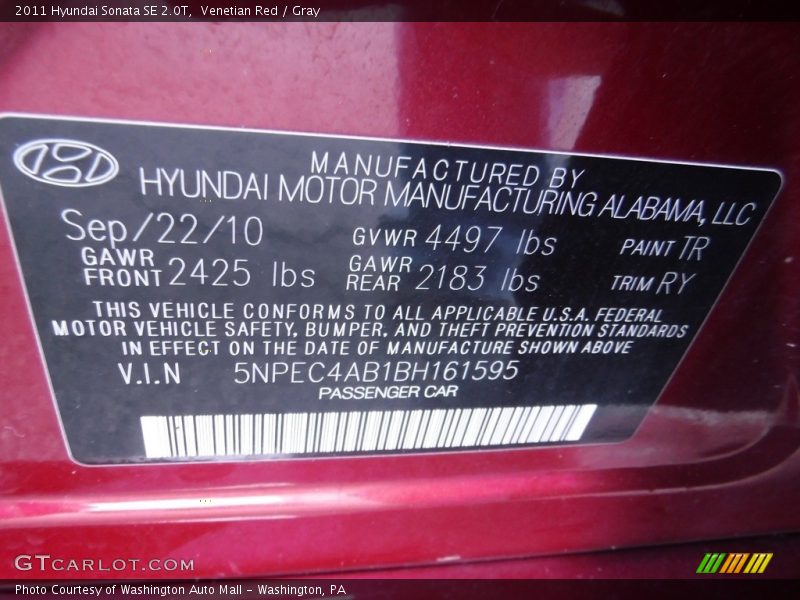 2011 Hyundai Sonata SE 2.0T, Venetian Red / Gray
MANUFACTURED BY
HYUNDAI MOTOR MANUFACTURING ALABAMA, LLC
Sep/22/10 GVWR 4497 lbs PAINT TR
GAWR FRONT 2425 lbs GAWR REAR 2183 lbs TRIM RY
THIS VEHICLE CONFORMS TO ALL APPLICABLE U.S.A. FEDERAL
MOTOR VEHICLE SAFETY, BUMPER, AND THEFT PREVENTION STANDARDS
IN EFFECT ON THE DATE OF MANUFACTURE SHOWN ABOVE
V.I.N 5NPEC4AB1BH161595
PASSENGER CAR
GTCARLOT.COM
Photo Courtesy of Washington Auto Mall - Washington, PA